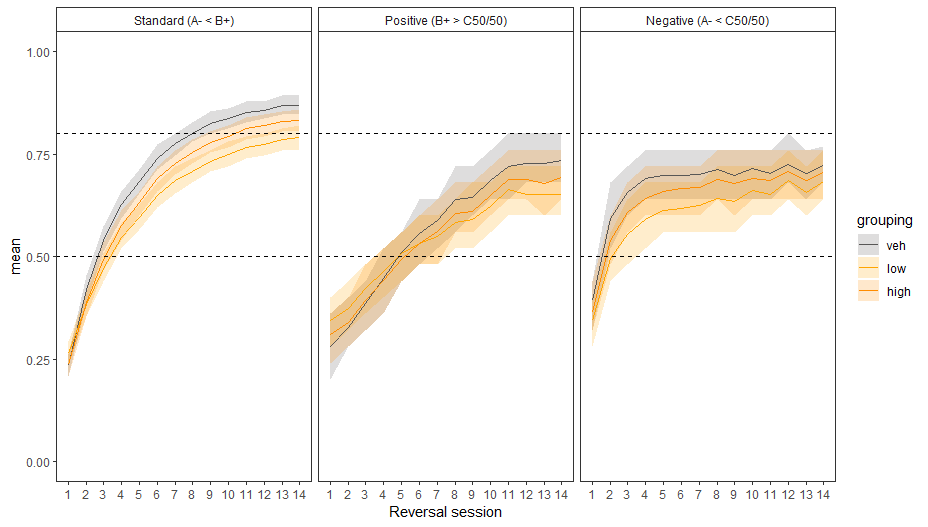 Standard (A- < B+)
Positive (B+ > C50/50)
Negative (A- < C50/50)
1.00
0.75
0.50
0.25
0.00
mean
1 2 3 4 5 6 7 8 9 10 11 12 13 14
1 2 3 4 5 6 7 8 9 10 11 12 13 14
1 2 3 4 5 6 7 8 9 10 11 12 13 14
Reversal session
grouping
veh
low
high